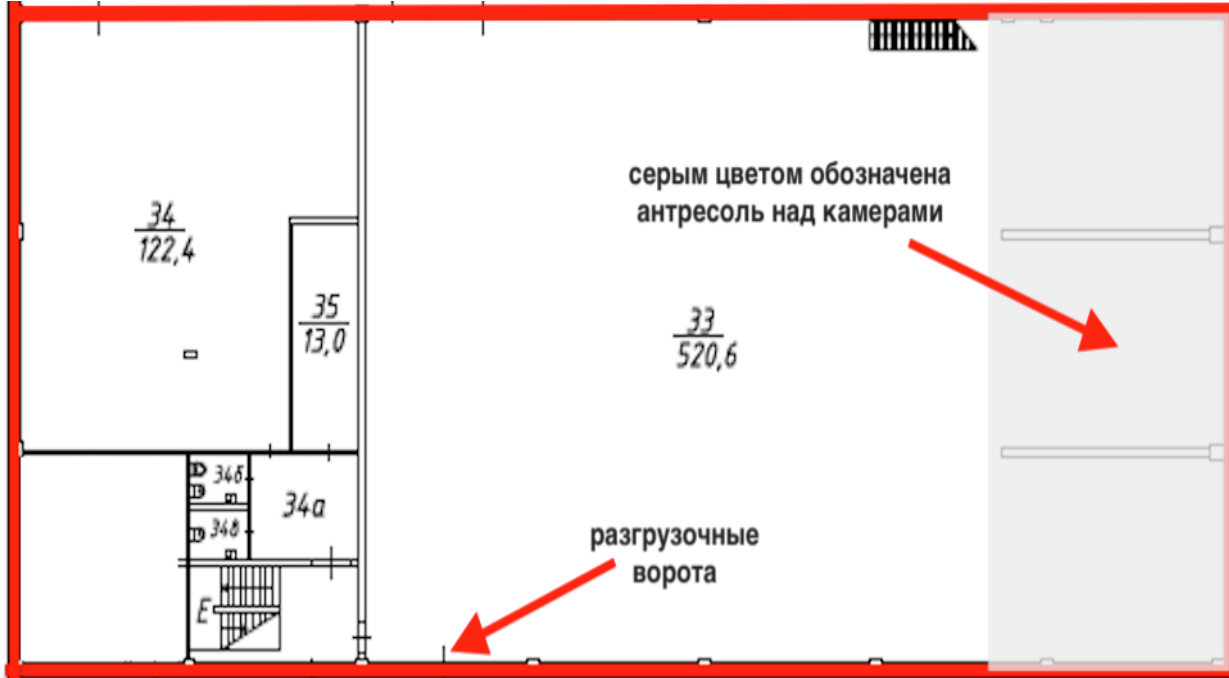 серым цветом обозначена
антресоль над камерами
34
122,4
35
13,0
33
520,6
34б
34а
34в
разгрузочные
ворота
Е